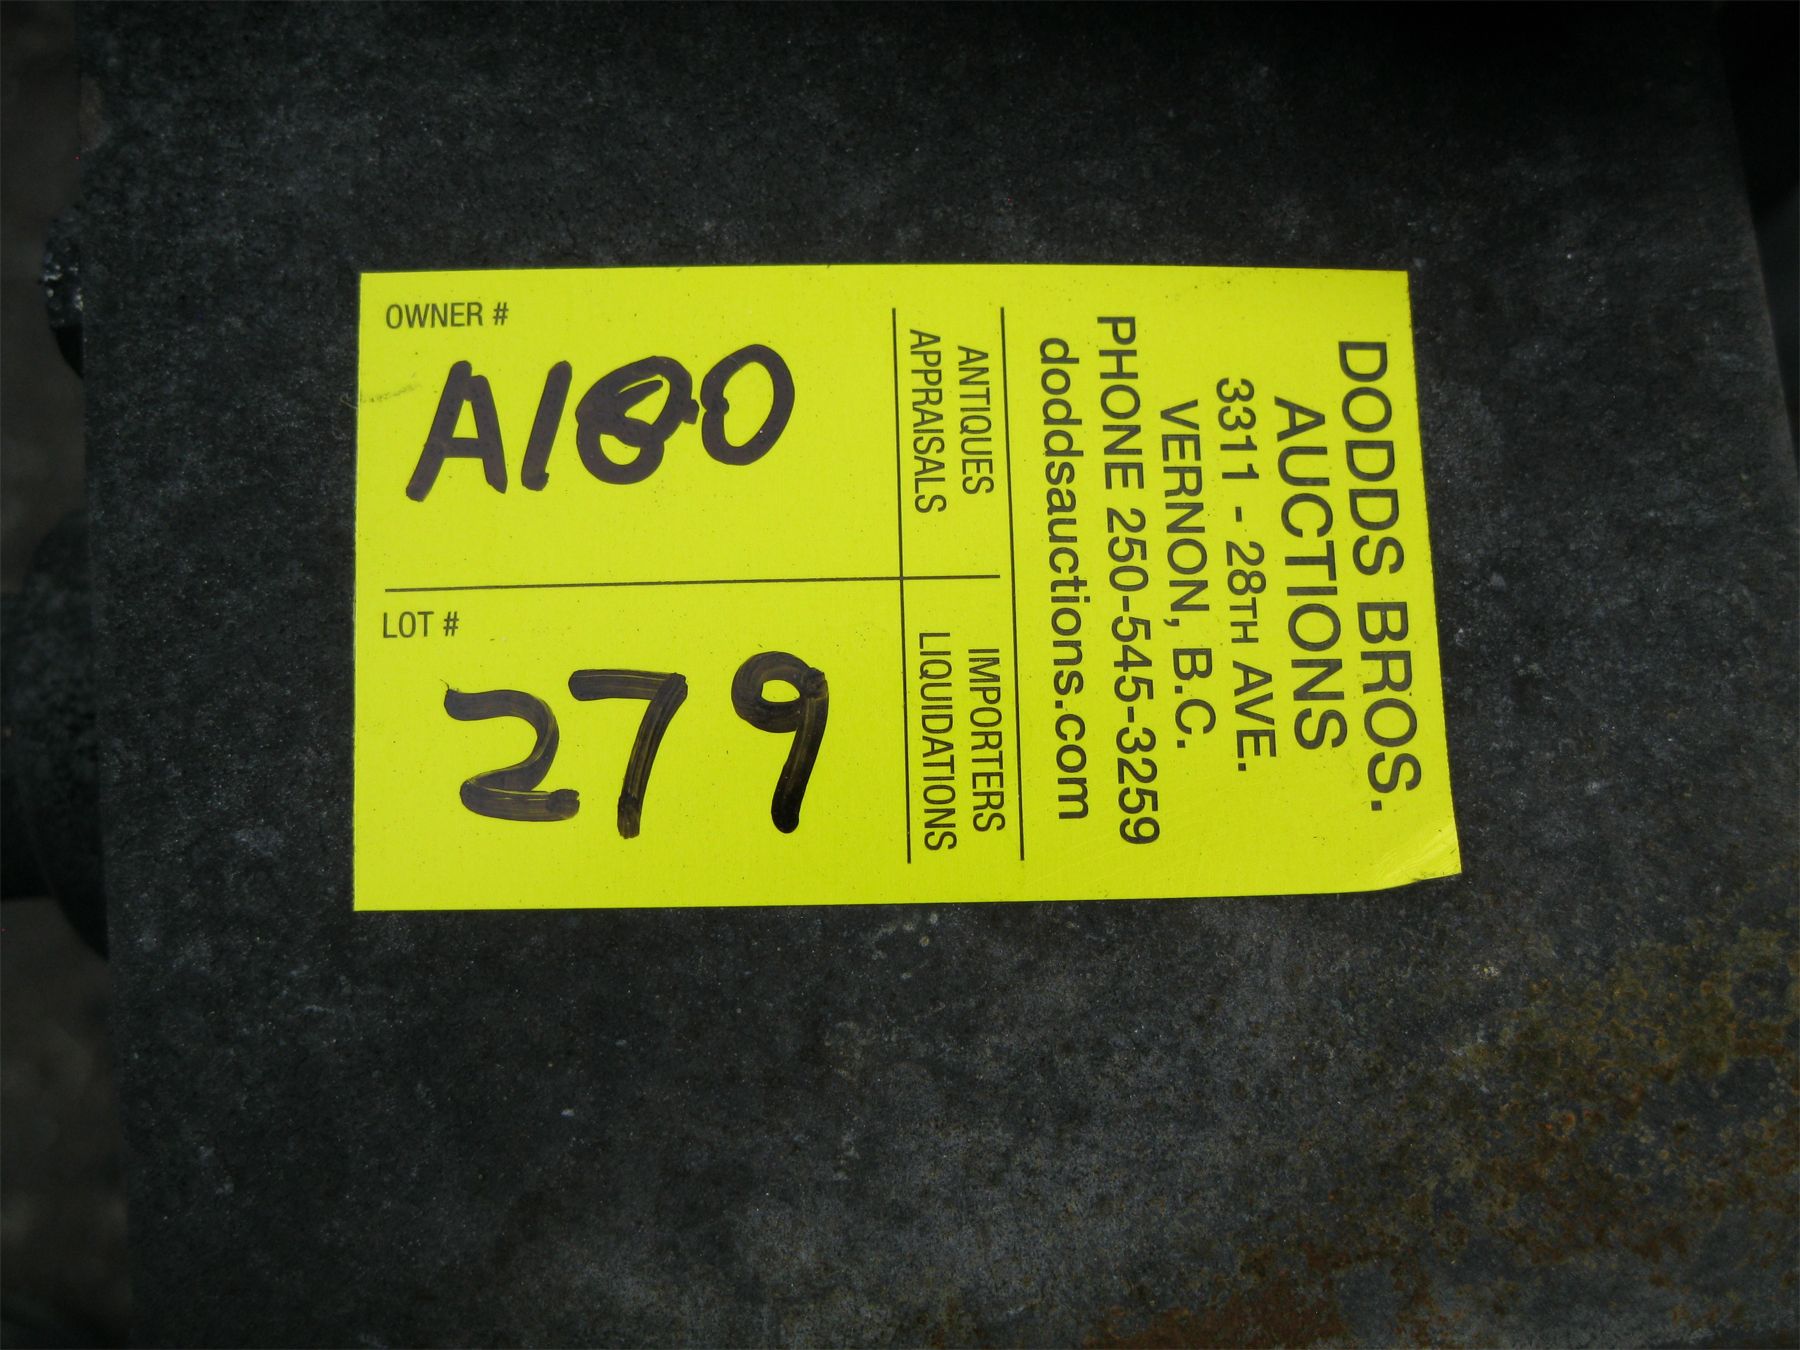 OWNER #
A180
LOT #
279
ANTIQUES
APPRAISALS
IMPORTERS
LIQUIDATIONS
DODDS BROS.
AUCTIONS
3311 - 28TH AVE.
VERNON, B.C.
PHONE 250-545-3259
doddsauctions.com